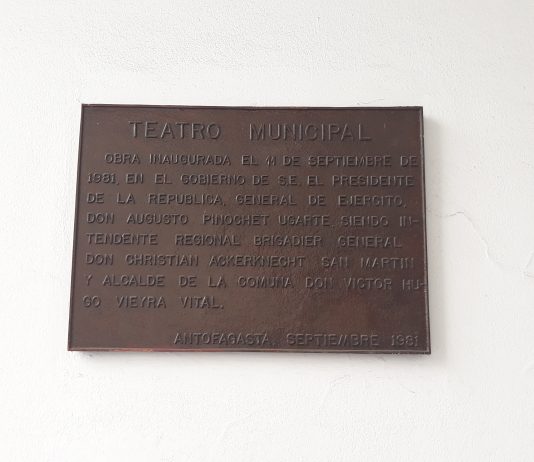 TEATRO MUNICIPAL
OBRA INAUGURADA EL 11 DE SEPTIEMBRE DE
1981, EN EL GOBIERNO DE S.E. EL PRESIDENTE
DE LA REPUBLICA, GENERAL DE EJERCITO,
DON AUGUSTO PINOCHET UGARTE, SIENDO IN-
TENDENTE REGIONAL BRIGADIER GENERAL
DON CHRISTIAN ACKERKNECHT SAN MARTIN
Y ALCALDE DE LA COMUNA, DON VICTOR HU-
GO VIEYRA VITAL.
ANTOFAGASTA, SEPTIEMBRE 1981